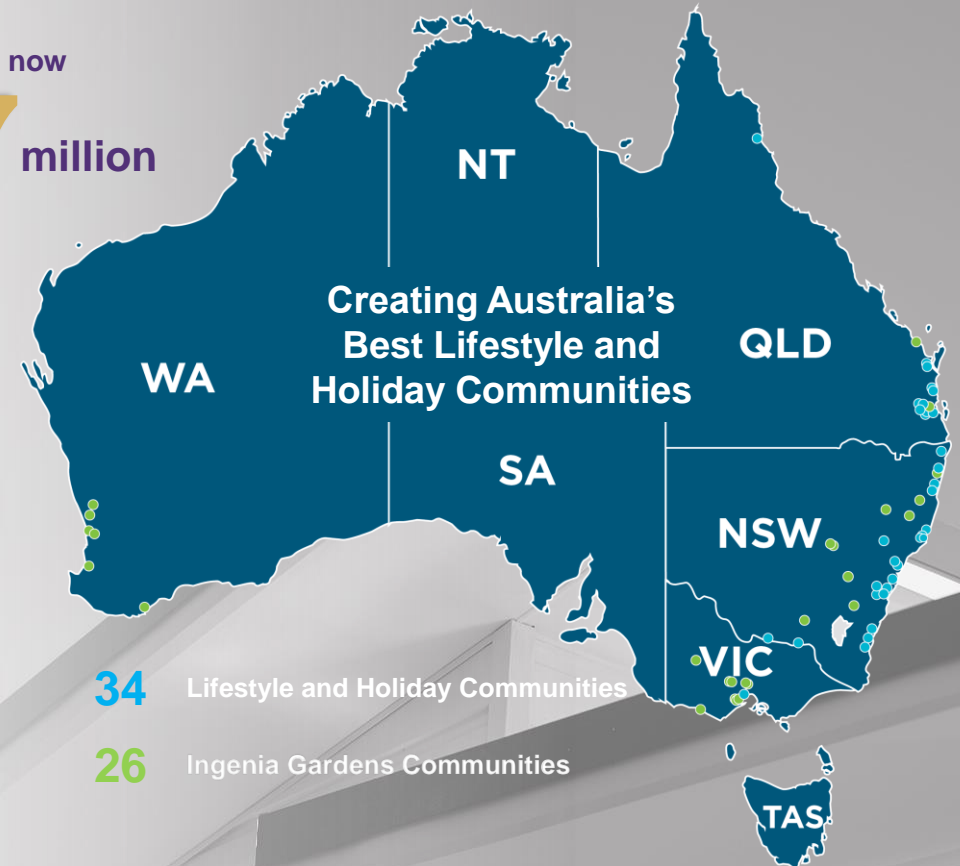 now
million
NT
Creating Australia's
Best Lifestyle and
Holiday Communities
QLD
WA
SA
NSW
VIC
34 Lifestyle and Holiday Communities
26 Ingenia Gardens Communities
TAS